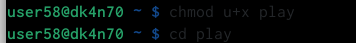 user58@dk4n70 ~ $ chmod u+x play
user58@dk4n70 ~ $ cd play